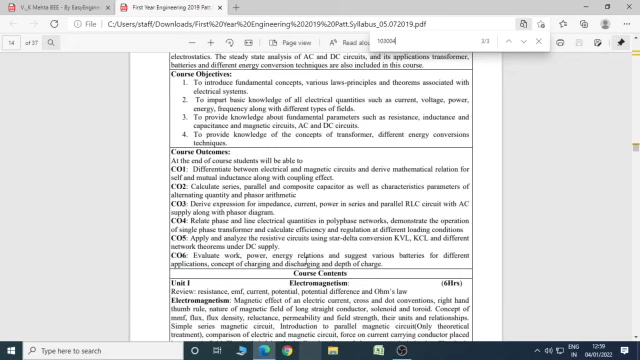 V._K Mehta BEE - By EasyEnginee
First Year Engineering 2019 Patt.
C:/Users/staff/Downloads/First%20Year%20Engineering%202019%20Patt.Syllabus_05.072019.pdf
14 of 37
Page view
Read aloud
103004
3/3
electrostatics. The steady state analysis of AC and DC circuits, and its applications transformer,
batteries and different energy conversion techniques are also included in this course.
Course Objectives:
1. To introduce fundamental concepts, various laws-principles and theorems associated with
electrical systems.
2. To impart basic knowledge of all electrical quantities such as current, voltage, power,
energy, frequency along with different types of fields.
3. To provide knowledge about fundamental parameters such as resistance, inductance and
capacitance and magnetic circuits, AC and DC circuits.
4. To provide knowledge of the concepts of transformer, different energy conversions
techniques.
Course Outcomes:
At the end of course students will be able to
CO1: Differentiate between electrical and magnetic circuits and derive mathematical relation for
self and mutual inductance along with coupling effect.
CO2: Calculate series, parallel and composite capacitor as well as characteristics parameters of
alternating quantity and phasor arithmetic
CO3: Derive expression for impedance, current, power in series and parallel RLC circuit with AC
supply along with phasor diagram.
CO4: Relate phase and line electrical quantities in polyphase networks, demonstrate the operation
of single phase transformer and calculate efficiency and regulation at different loading conditions
CO5: Apply and analyze the resistive circuits using star-delta conversion KVL, KCL and different
network theorems under DC supply.
CO6: Evaluate work, power, energy relations and suggest various batteries for different
applications, concept of charging and discharging and depth of charge.
Course Contents
Unit I Electromagnetism: (6Hrs)
Review: resistance, emf, current, potential, potential difference and Ohm's law
Electromagnetism: Magnetic effect of an electric current, cross and dot conventions, right hand
thumb rule, nature of magnetic field of long straight conductor, solenoid and toroid. Concept of
mmf, flux, flux density, reluctance, permeability and field strength, their units and relationships.
Simple series magnetic circuit, Introduction to parallel magnetic circuit(Only theoretical
treatment), comparison of electric and magnetic circuit, force on current carrying conductor placed
Type here to search
ENG
12:59
04/01/2022